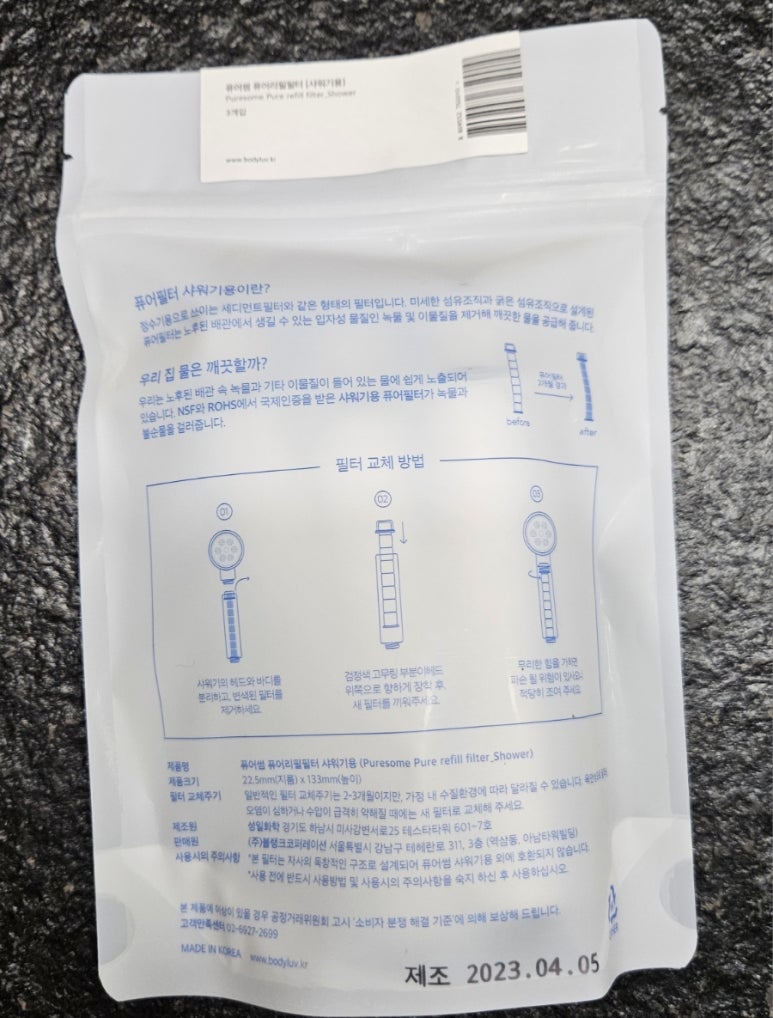 퓨어썸 퓨어리필필터 [샤워기용]
Puresome Pure refill filter_Shower
3개입
www.bodyluv.kr
퓨어필터 샤워기용이란?
정수기용으로 쓰이는 세디먼트필터와 같은 형태의 필터입니다. 미세한 섬유조직과 굵은 섬유조직으로 설계된
퓨어필터는 노후된 배관에서 생길 수 있는 입자성 물질인 녹물 및 이물질을 제거해 깨끗한 물을 공급해 줍니다.
우리 집 물은 깨끗할까?
우리는 노후된 배관 속 녹물과 기타 이물질이 들어 있는 물에 쉽게 노출되어
있습니다. NSF와 ROHS에서 국제인증을 받은 샤워기용 퓨어필터가 녹물과
불순물을 걸러줍니다.
퓨어필터
2개월 경과
before
after
필터 교체 방법
01
02
03
샤워기의 헤드와 바디를
분리하고, 변색된 필터를
제거하세요.
검정색 고무링 부분이 헤드
위쪽으로 향하게 장착 후,
새 필터를 끼워주세요.
무리한 힘을 가하면
파손 될 위험이 있사오니
적당히 조여 주세요.
제품명 퓨어썸 퓨어리필필터 샤워기용 (Puresome Pure refill filter_Shower)
제품크기 22.5mm(지름) x 133mm(높이)
필터 교체주기 일반적인 필터 교체주기는 2-3개월이지만, 가정 내 수질환경에 따라 달라질 수 있습니다.
오염이 심하거나 수압이 급격히 약해질 때에는 새 필터로 교체해 주세요.
제조원 성일화학 경기도 하남시 미사강변서로25 테스타타워 601-7호
판매원 (주)블랭크코퍼레이션 서울특별시 강남구 테헤란로 311, 3층 (역삼동, 아남타워빌딩)
사용시의 주의사항 *본 필터는 자사의 독창적인 구조로 설계되어 퓨어썸 샤워기용 외에 호환되지 않습니다.
*사용 전에 반드시 사용방법 및 사용시의 주의사항을 숙지 하신 후 사용하십시오.
본 제품에 이상이 있을 경우 공정거래위원회 고시 '소비자 분쟁 해결 기준'에 의해 보상해 드립니다.
고객만족센터 02-6927-2699
MADE IN KOREA www.bodyluv.kr
제조 2023.04.05